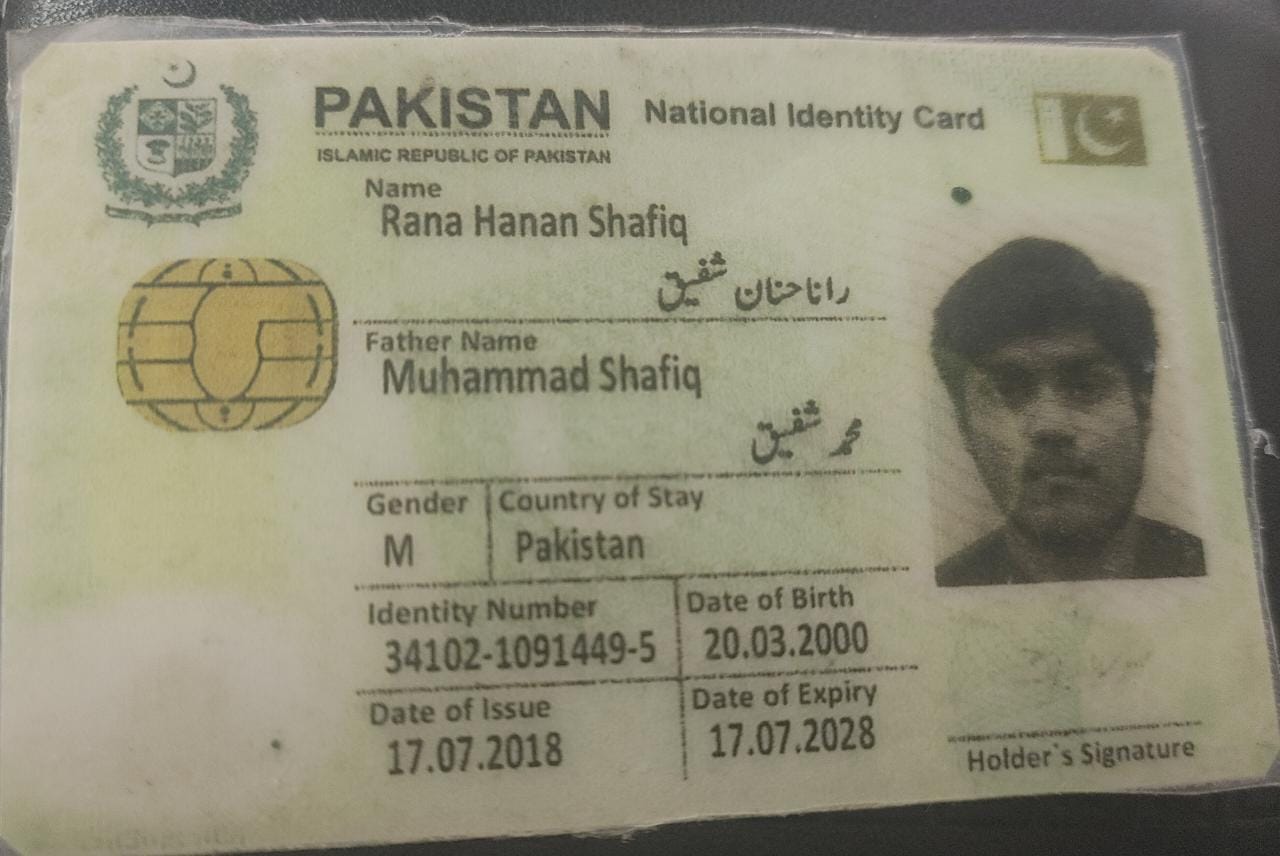 PAKISTAN National Identity Card
ISLAMIC REPUBLIC OF PAKISTAN
Name
Rana Hanan Shafiq
رانا حنان شفیق
Father Name
Muhammad Shafiq
محمد شفیق
Gender Country of Stay
M Pakistan
Identity Number Date of Birth
34102-1091449-5 20.03.2000
Date of Issue Date of Expiry
17.07.2018 17.07.2028
Holder`s Signature